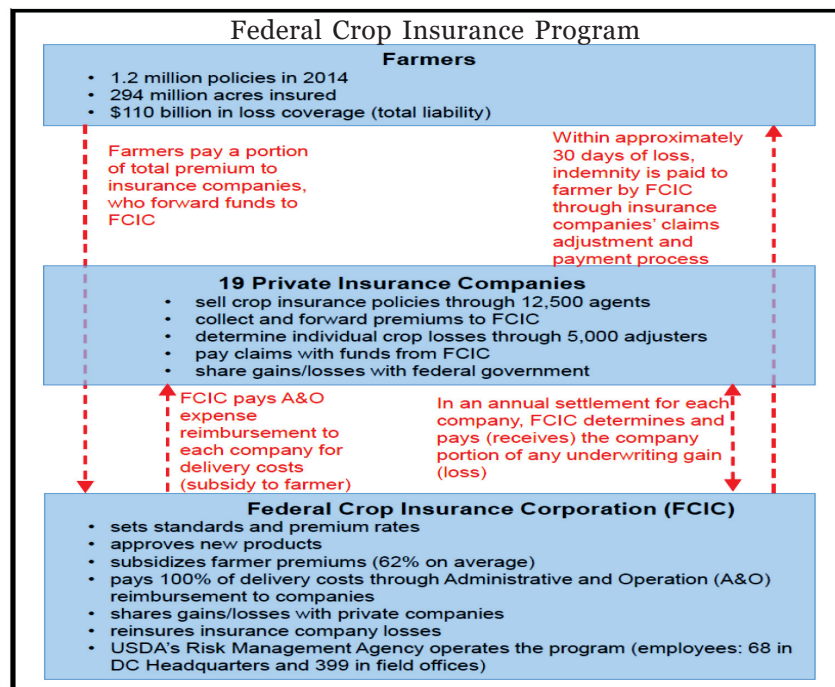 Federal Crop Insurance Program
Farmers
• 1.2 million policies in 2014
• 294 million acres insured
• $110 billion in loss coverage (total liability)
Farmers pay a portion
of total premium to
insurance companies,
who forward funds to
FCIC
Within approximately
30 days of loss,
indemnity is paid to
farmer by FCIC
through insurance
companies' claims
adjustment and
payment process
19 Private Insurance Companies
• sell crop insurance policies through 12,500 agents
• collect and forward premiums to FCIC
• determine individual crop losses through 5,000 adjusters
• pay claims with funds from FCIC
• share gains/losses with federal government
FCIC pays A&O
expense
reimbursement to
each company for
delivery costs
(subsidy to farmer)
In an annual settlement for each
company, FCIC determines and
pays (receives) the company
portion of any underwriting gain
(loss)
Federal Crop Insurance Corporation (FCIC)
• sets standards and premium rates
• approves new products
• subsidizes farmer premiums (62% on average)
• pays 100% of delivery costs through Administrative and Operation (A&O)
reimbursement to companies
• shares gains/losses with private companies
• reinsures insurance company losses
• USDA's Risk Management Agency operates the program (employees: 68 in
DC Headquarters and 399 in field offices)